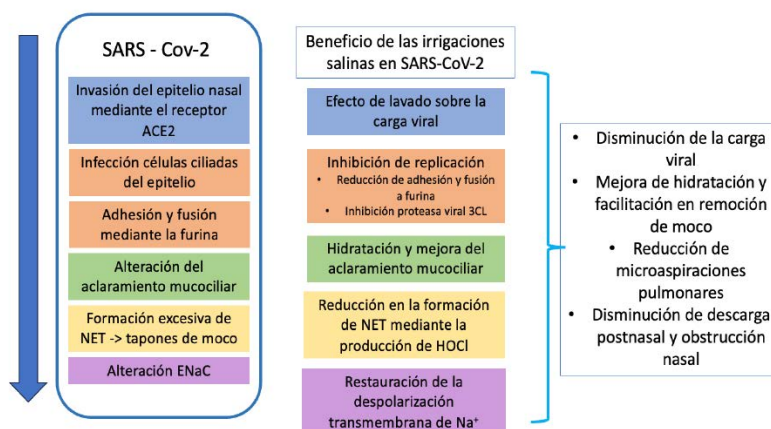 SARS - Cov-2
Invasión del epitelio nasal
mediante el receptor
ACE2
Infección células ciliadas
del epitelio
Adhesión y fusión
mediante la furina
Alteración del
aclaramiento mucociliar
Formación excesiva de
NET -> tapones de moco
Alteración ENaC
Beneficio de las irrigaciones
salinas en SARS-CoV-2
Efecto de lavado sobre la
carga viral
Inhibición de replicación
• Reducción de adhesión y fusión
a furina
• Inhibición proteasa viral 3CL
Hidratación y mejora del
aclaramiento mucociliar
Reducción en la formación
de NET mediante la
producción de HOCl
Restauración de la
despolarización
transmembrana de Na⁺
• Disminución de la carga
viral
• Mejora de hidratación y
facilitación en remoción
de moco
• Reducción de
microaspiraciones
pulmonares
• Disminución de descarga
postnasal y obstrucción
nasal